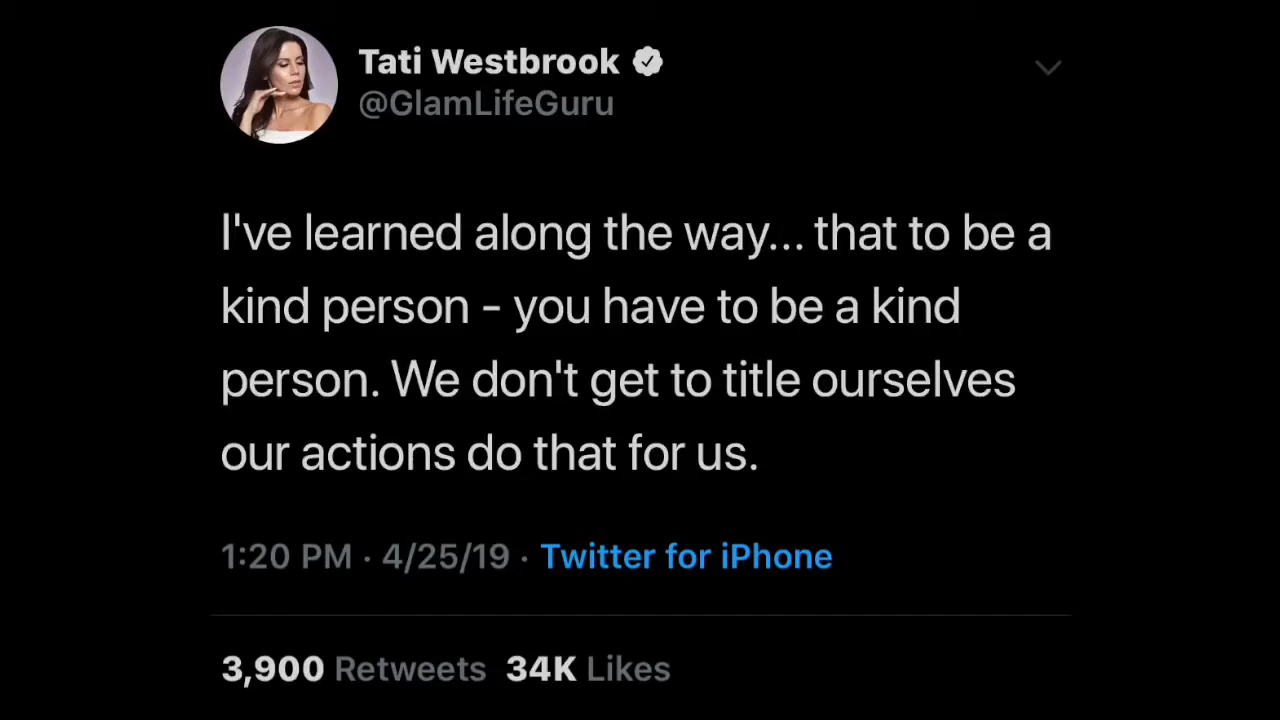 Tati Westbrook
@GlamLifeGuru
I've learned along the way... that to be a
kind person - you have to be a kind
person. We don't get to title ourselves
our actions do that for us.
1:20 PM · 4/25/19 · Twitter for iPhone
3,900 Retweets 34K Likes